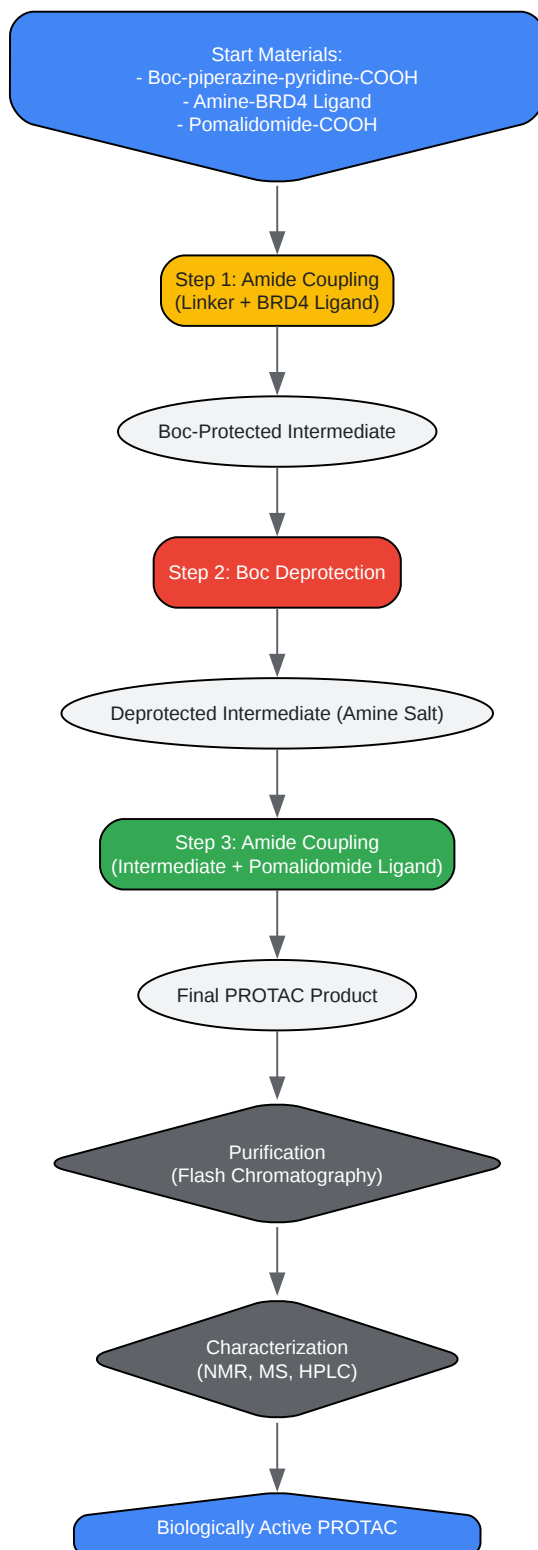 Start Materials:
- Boc-piperazine-pyridine-COOH
- Amine-BRD4 Ligand
- Pomalidomide-COOH
Step 1: Amide Coupling
(Linker + BRD4 Ligand)
Boc-Protected Intermediate
Step 2: Boc Deprotection
Deprotected Intermediate (Amine Salt)
Step 3: Amide Coupling
(Intermediate + Pomalidomide Ligand)
Final PROTAC Product
Purification
(Flash Chromatography)
Characterization
(NMR, MS, HPLC)
Biologically Active PROTAC